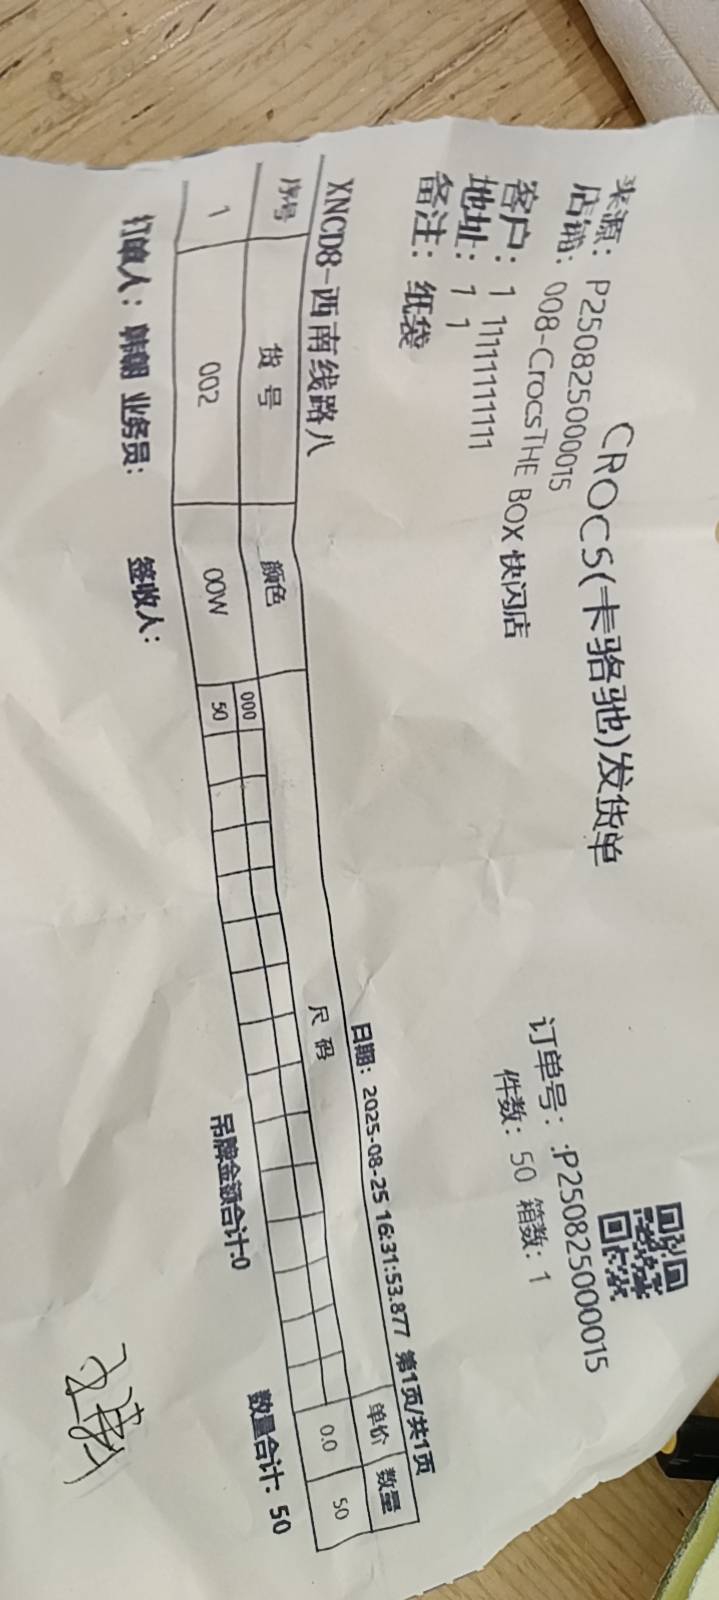 CROCS(卡骆驰)发货单
来源：P250825000015
订单号：:P250825000015
店铺：008-CrocsTHE BOX 快闪店
件数：50 箱数：1
客户：1 11111111111
地址：1 1
备注：纸袋
XNCD8-西南线路八
日期：2025-08-25 16:31:53.877 第1页/共1页
序号 货号 颜色 尺码 单价 数量
000
1 002 00W 50 0.0 50
打单人：韩 业务员： 签收人： 吊牌金额合计:0 数量合计：50